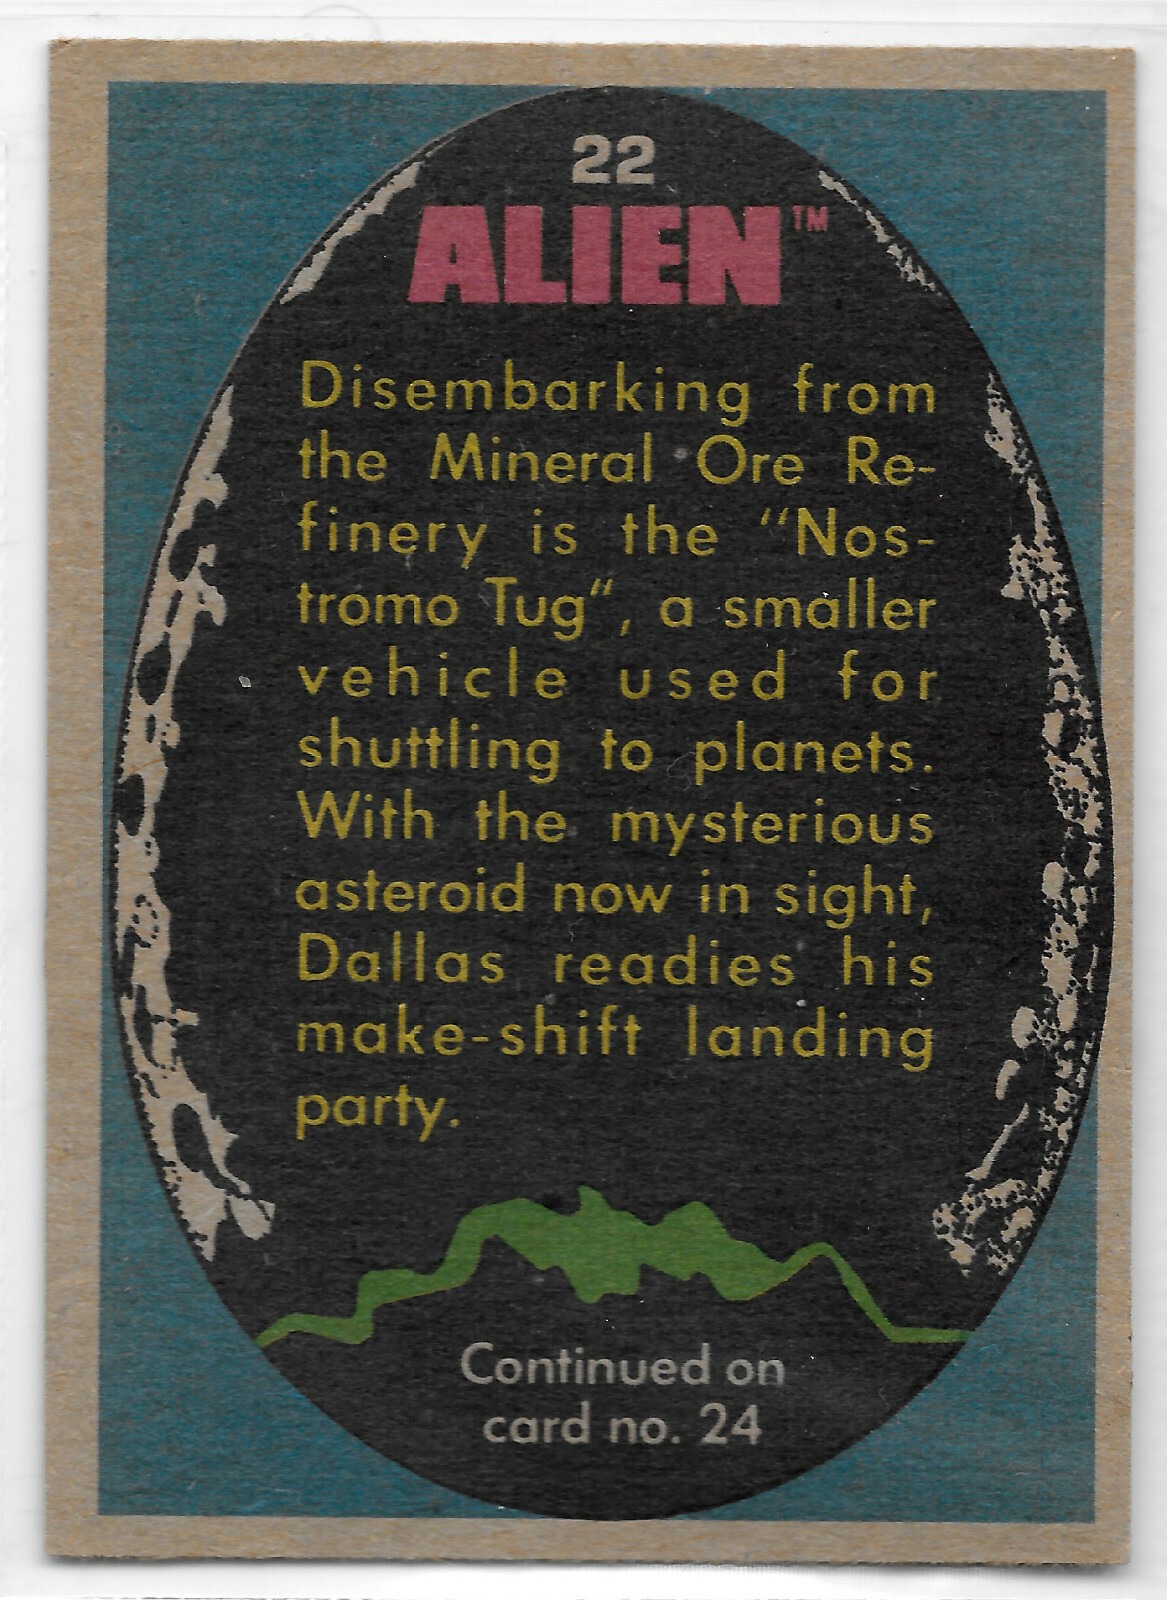 22
ALIEN™
Disembarking from
the Mineral Ore Re-
finery is the "Nos-
tromo Tug", a smaller
vehicle used for
shuttling to planets.
With the mysterious
asteroid now in sight,
Dallas readies his
make-shift landing
party.
Continued on
card no. 24